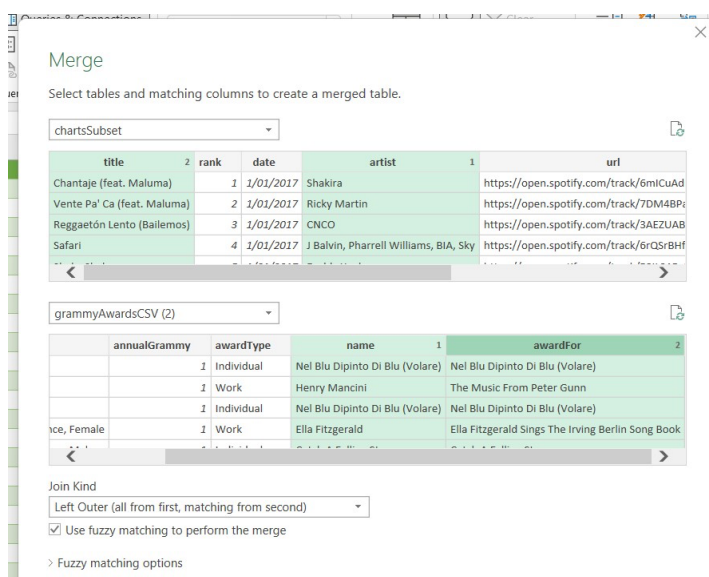 Queries & Connections
Clear
Merge
Select tables and matching columns to create a merged table.
chartsSubset
title 2 rank date artist 1 url
Chantaje (feat. Maluma) 1 1/01/2017 Shakira https://open.spotify.com/track/6mICuAd
Vente Pa' Ca (feat. Maluma) 2 1/01/2017 Ricky Martin https://open.spotify.com/track/7DM4BPa
Reggaetón Lento (Bailemos) 3 1/01/2017 CNCO https://open.spotify.com/track/3AEZUAB
Safari 4 1/01/2017 J Balvin, Pharrell Williams, BIA, Sky https://open.spotify.com/track/6rQSrBHf
grammyAwardsCSV (2)
annualGrammy awardType name 1 awardFor 2
1 Individual Nel Blu Dipinto Di Blu (Volare) Nel Blu Dipinto Di Blu (Volare)
1 Work Henry Mancini The Music From Peter Gunn
1 Individual Nel Blu Dipinto Di Blu (Volare) Nel Blu Dipinto Di Blu (Volare)
nce, Female 1 Work Ella Fitzgerald Ella Fitzgerald Sings The Irving Berlin Song Book
Join Kind
Left Outer (all from first, matching from second)
Use fuzzy matching to perform the merge
Fuzzy matching options